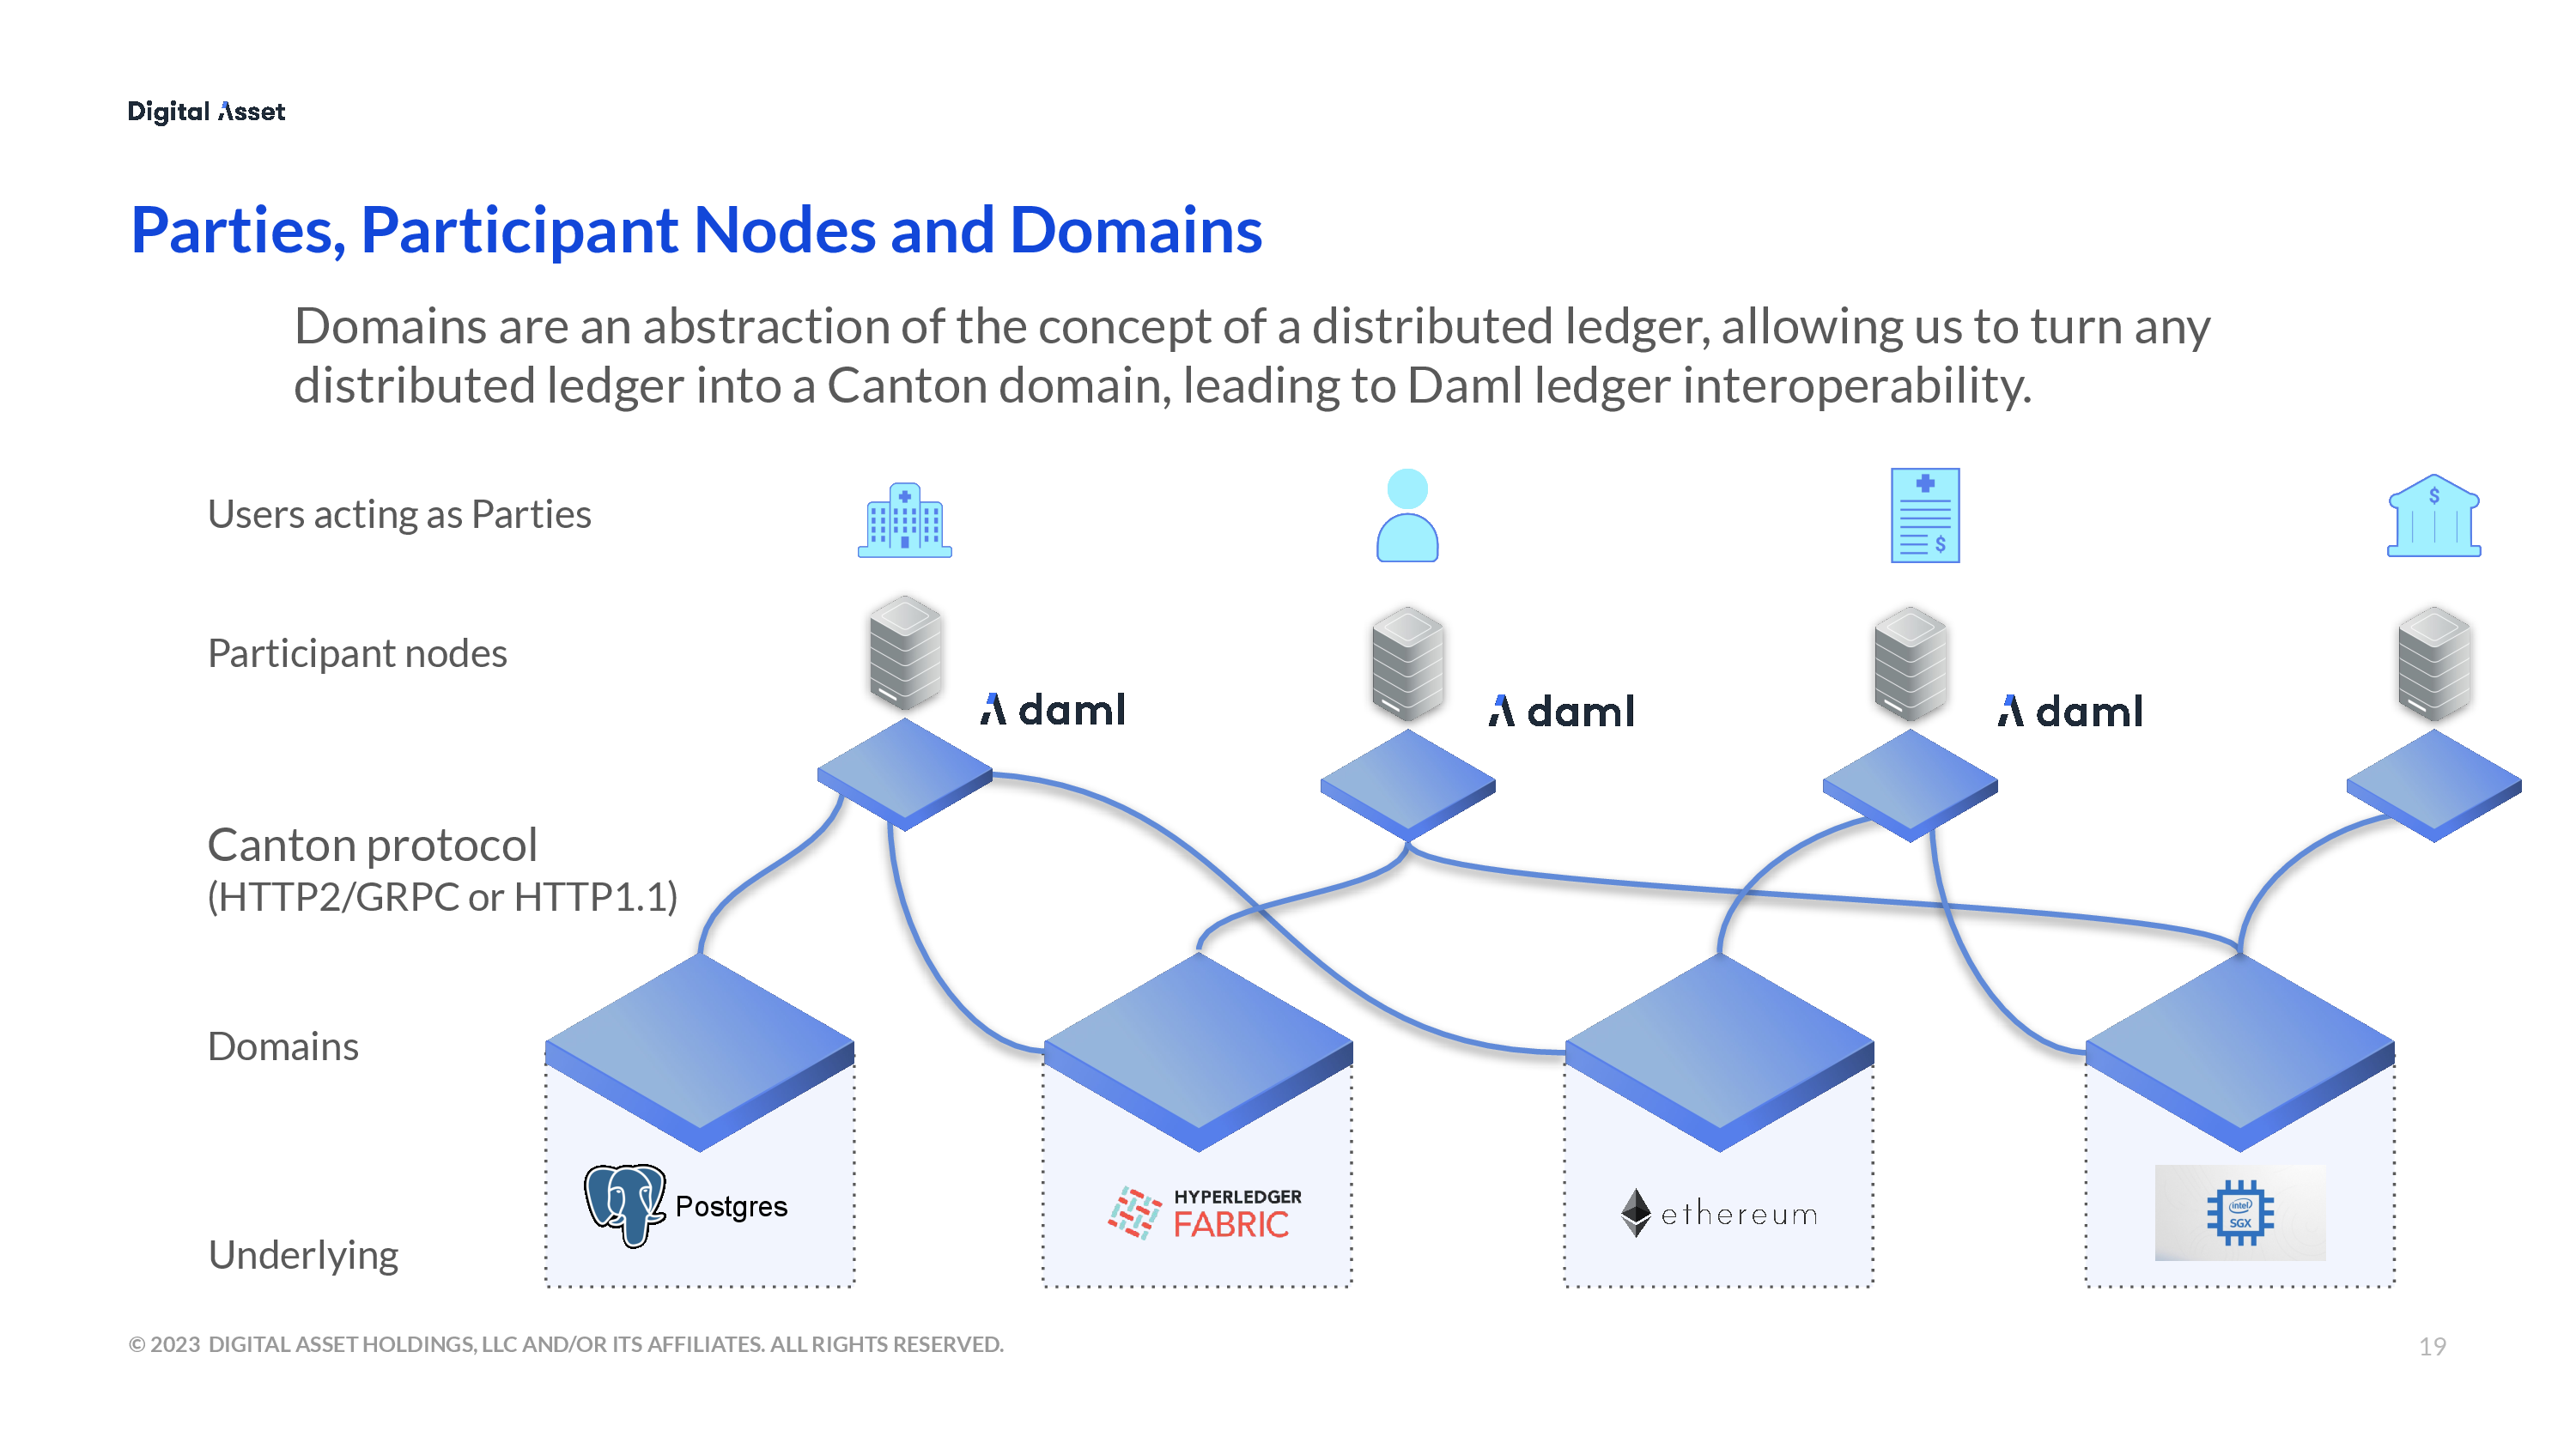 Digital Asset
Parties, Participant Nodes and Domains
Domains are an abstraction of the concept of a distributed ledger, allowing us to turn any
distributed ledger into a Canton domain, leading to Daml ledger interoperability.
Users acting as Parties
$
$
Participant nodes
daml
daml
daml
Canton protocol
(HTTP2/GRPC or HTTP1.1)
Domains
Postgres
HYPERLEDGER
FABRIC
ethereum
intel
SGX
Underlying
© 2023 DIGITAL ASSET HOLDINGS, LLC AND/OR ITS AFFILIATES. ALL RIGHTS RESERVED.
19